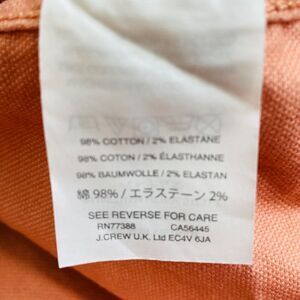 98% COTTON / 2% ELASTANE
98% COTON / 2% ÉLASTHANNE
98% BAUMWOLLE / 2% ELASTAN
綿 98% / エラステーン 2%
SEE REVERSE FOR CARE
RN77388 CA56445
J.CREW U.K. Ltd EC4V 6JA